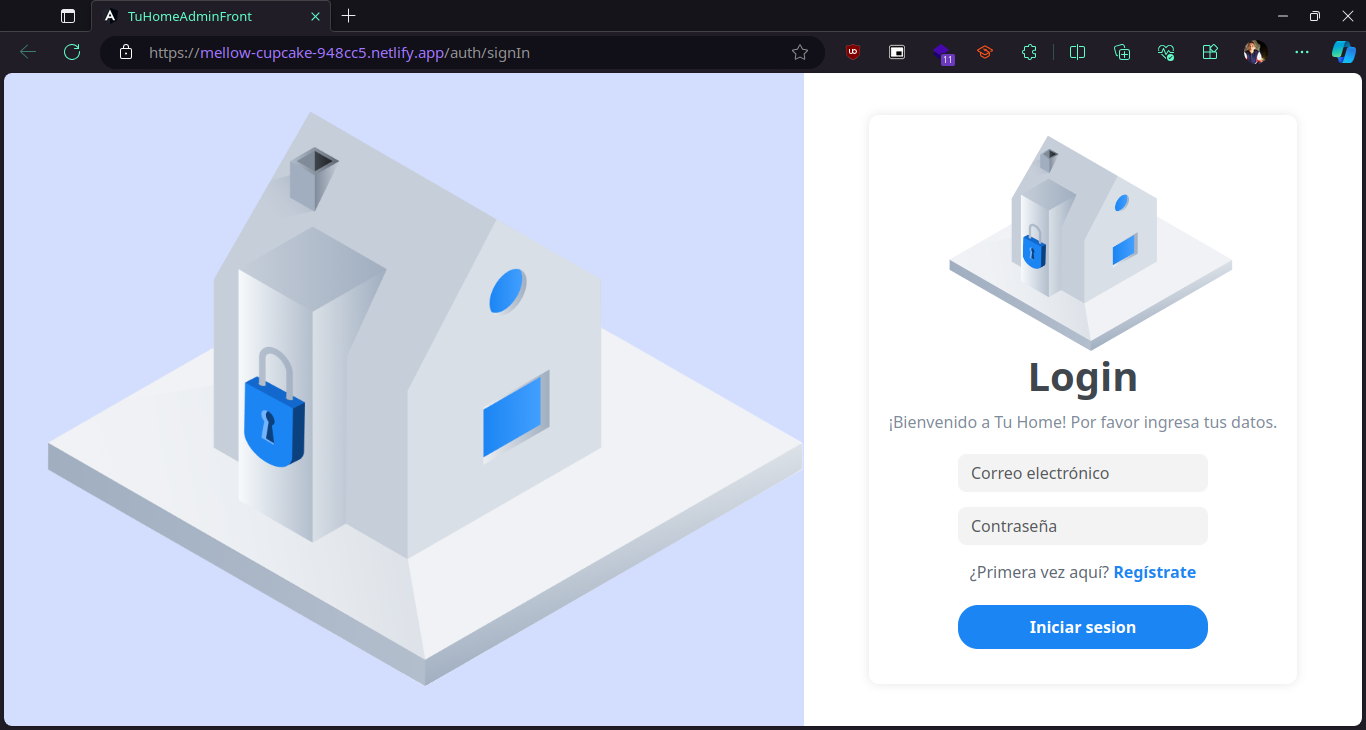 TuHomeAdminFront
https://mellow-cupcake-948cc5.netlify.app/auth/signIn
11
Login
¡Bienvenido a Tu Home! Por favor ingresa tus datos.
Correo electrónico
Contraseña
¿Primera vez aquí? Regístrate
Iniciar sesion